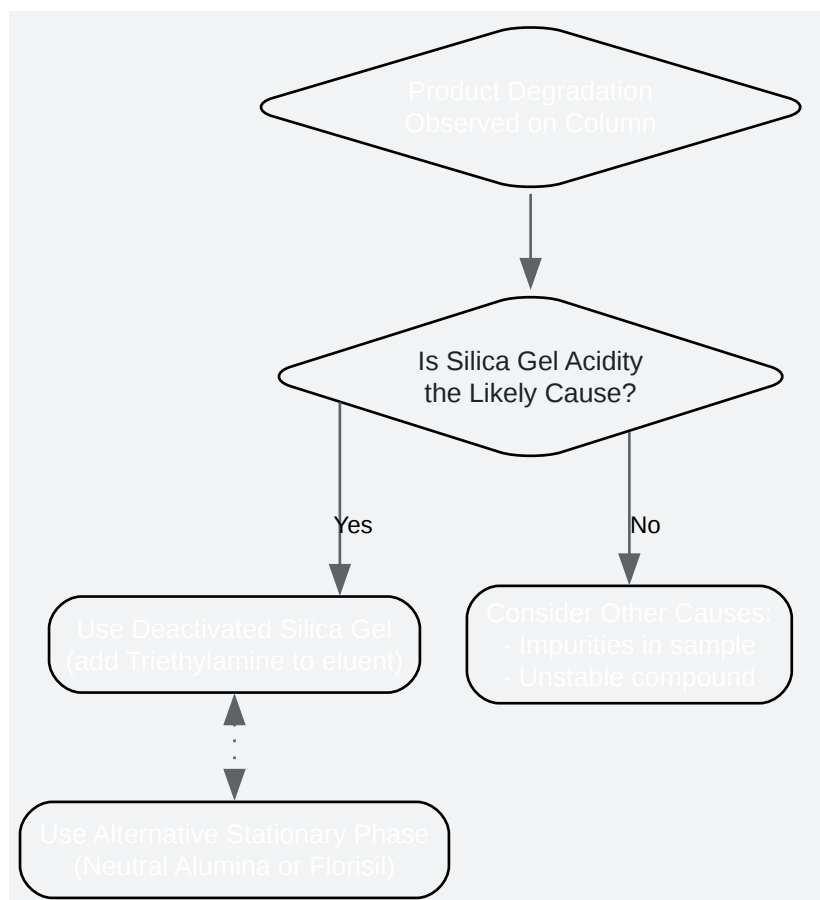 Product Degradation
Observed on Column
Is Silica Gel Acidity
the Likely Cause?
Yes
No
Use Deactivated Silica Gel
(add Triethylamine to eluent)
Consider Other Causes:
- Impurities in sample
- Unstable compound
Use Alternative Stationary Phase
(Neutral Alumina or Florisil)